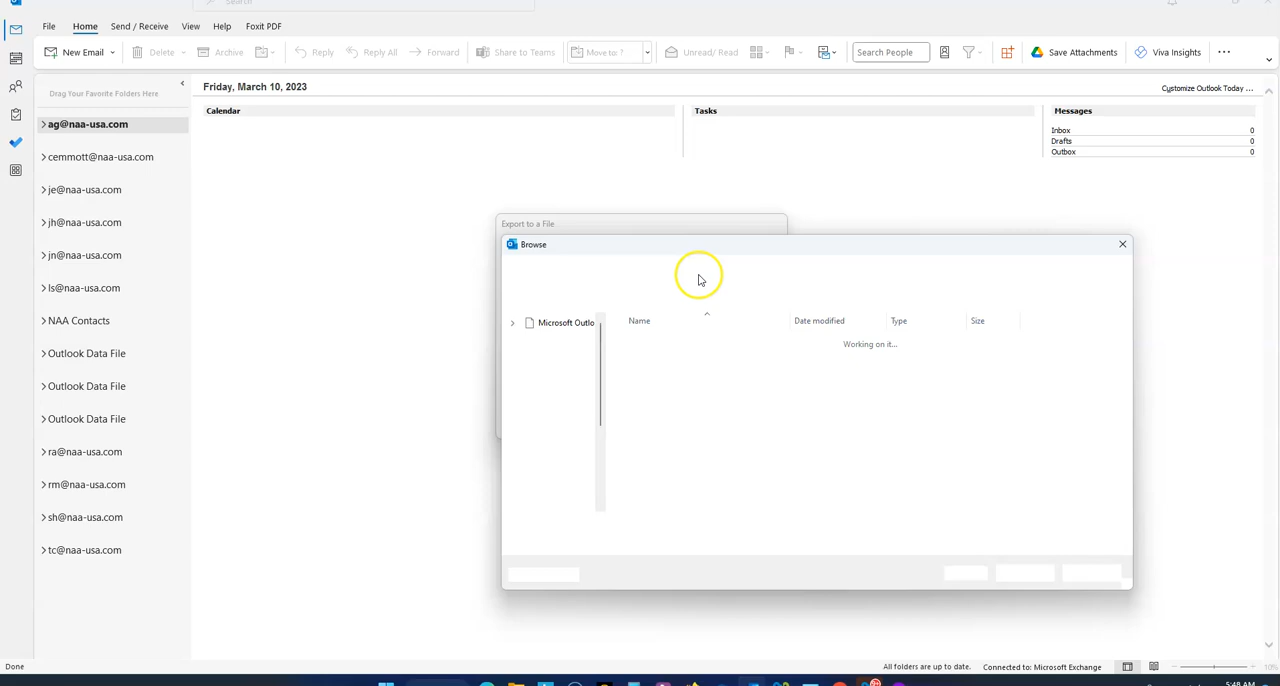 Search
File Home Send / Receive View Help Foxit PDF
New Email Delete Archive Reply Reply All Forward Share to Teams Move to: ? Unread/ Read Search People Save Attachments Viva Insights ...
Drag Your Favorite Folders Here
ag@naa-usa.com
cemmott@naa-usa.com
je@naa-usa.com
jh@naa-usa.com
jn@naa-usa.com
ls@naa-usa.com
NAA Contacts
Outlook Data File
Outlook Data File
Outlook Data File
ra@naa-usa.com
rm@naa-usa.com
sh@naa-usa.com
tc@naa-usa.com
Friday, March 10, 2023
Customize Outlook Today ...
Calendar Tasks Messages
Inbox 0
Drafts 0
Outbox 0
Export to a File
Browse
Name Date modified Type Size
Microsoft Outlo
Working on it...
Done All folders are up to date. Connected to: Microsoft Exchange 10%
5:48 AM